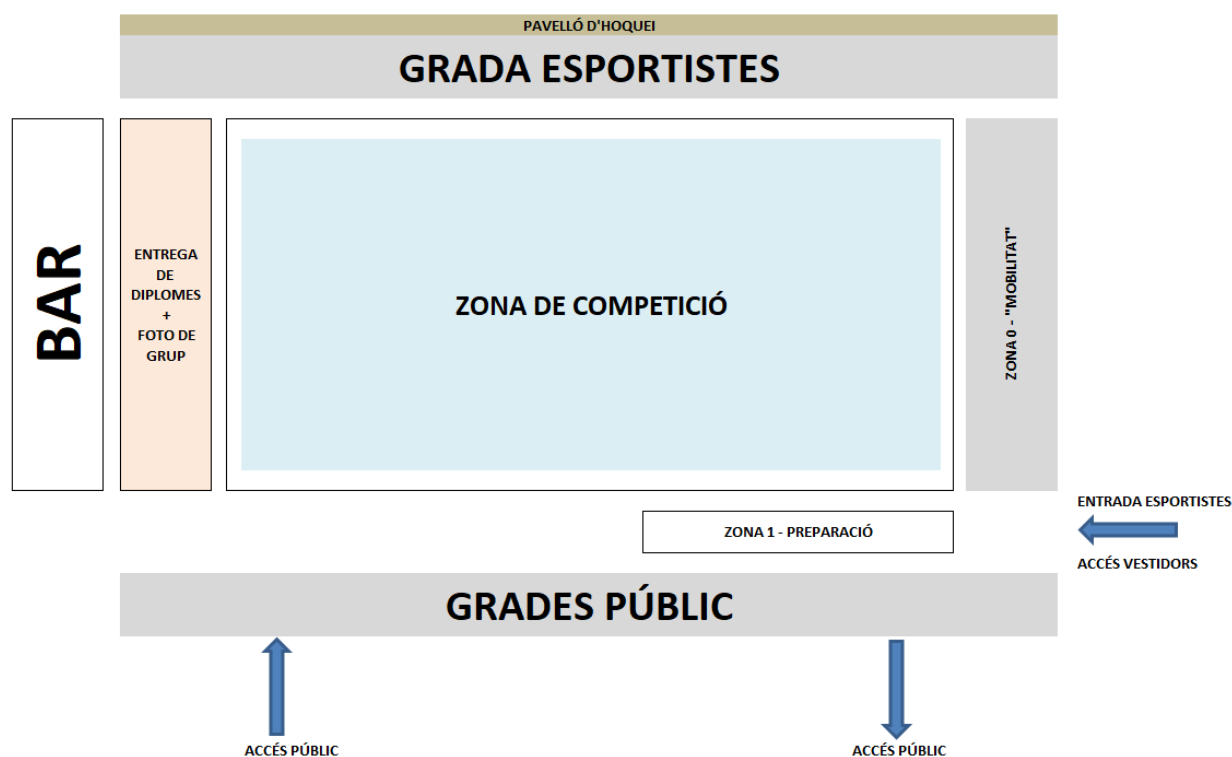 PAVELLÓ D'HOQUEI
GRADA ESPORTISTES
BAR
ENTREGA
DE
DIPLOMES
+
FOTO DE
GRUP
ZONA DE COMPETICIÓ
ZONA 0 - "MOBILITAT"
ENTRADA ESPORTISTES
ZONA 1 - PREPARACIÓ
ACCÉS VESTIDORS
GRADES PÚBLIC
ACCÉS PÚBLIC
ACCÉS PÚBLIC